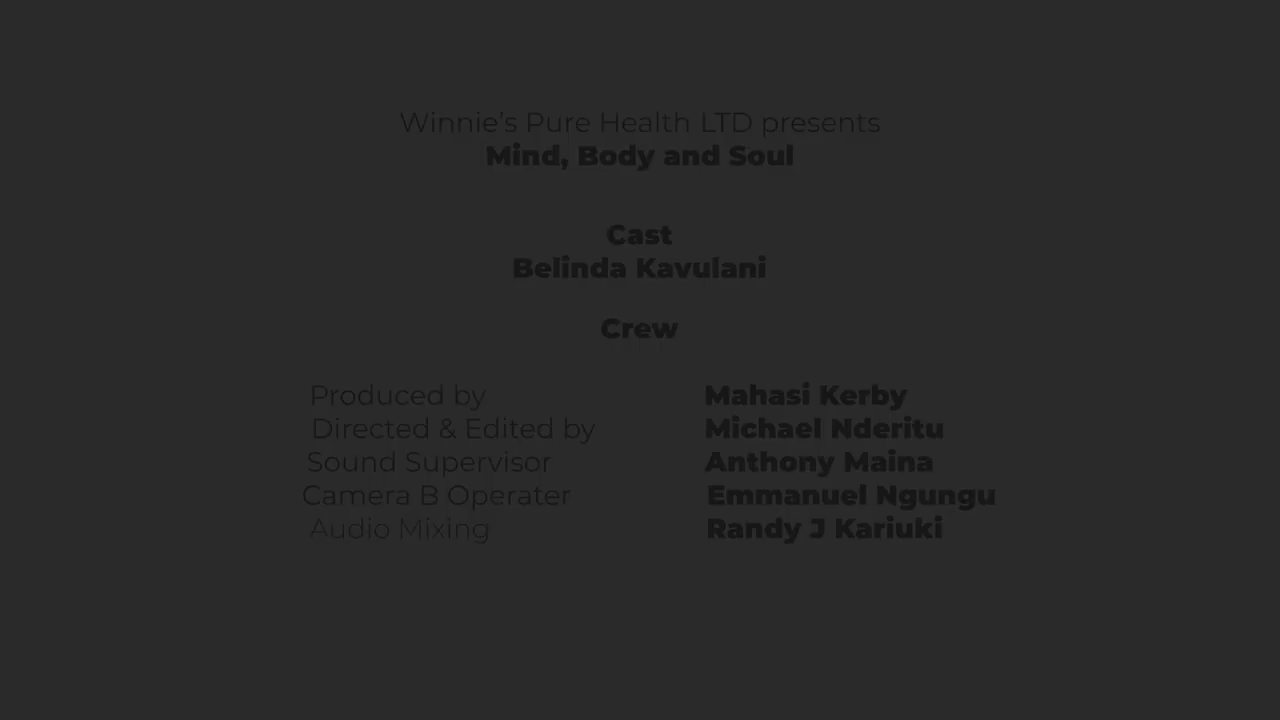 Winnie's Pure Health LTD presents
Mind, Body and Soul
Cast
Belinda Kavulani
Crew
Produced by Mahasi Kerby
Directed & Edited by Michael Nderitu
Sound Supervisor Anthony Maina
Camera B Operater Emmanuel Ngungu
Audio Mixing Randy J Kariuki